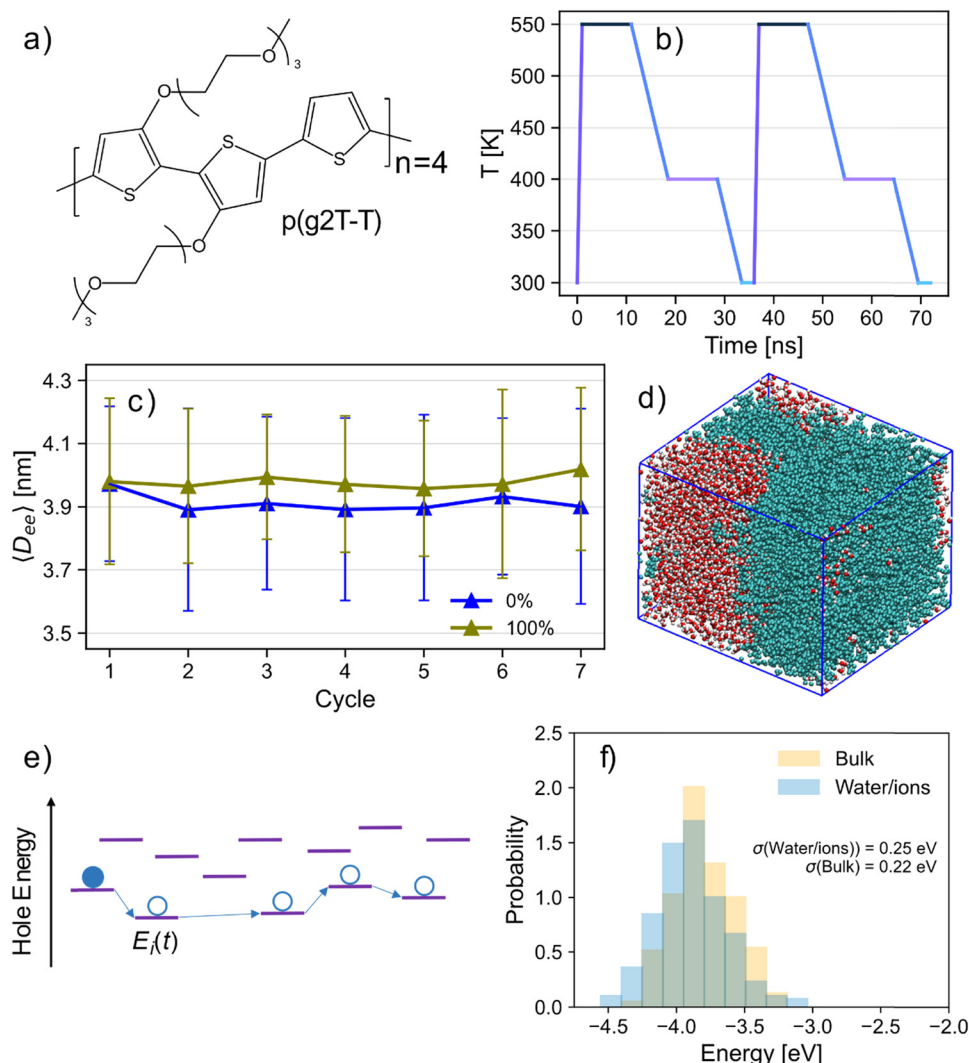 a)
O
3
O
O
S
S
S
n=4
p(g2T-T)
O
O
3
b)
T [K]
550
500
450
400
350
300
0 10 20 30 40 50 60 70
Time [ns]
c)
⟨Dee⟩ [nm]
4.3
4.1
3.9
3.7
3.5
0%
100%
1 2 3 4 5 6 7
Cycle
d)
e)
Hole Energy
Ei(t)
f)
Probability
2.5
2.0
1.5
1.0
0.5
0.0
Bulk
Water/ions
σ(Water/ions)) = 0.25 eV
σ(Bulk) = 0.22 eV
−4.5 −4.0 −3.5 −3.0 −2.5 −2.0
Energy [eV]